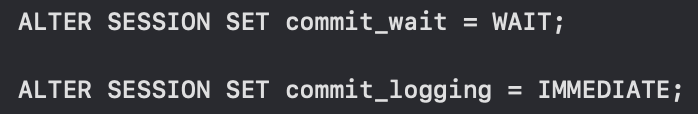 ALTER SESSION SET commit_wait = WAIT;
ALTER SESSION SET commit_logging = IMMEDIATE;